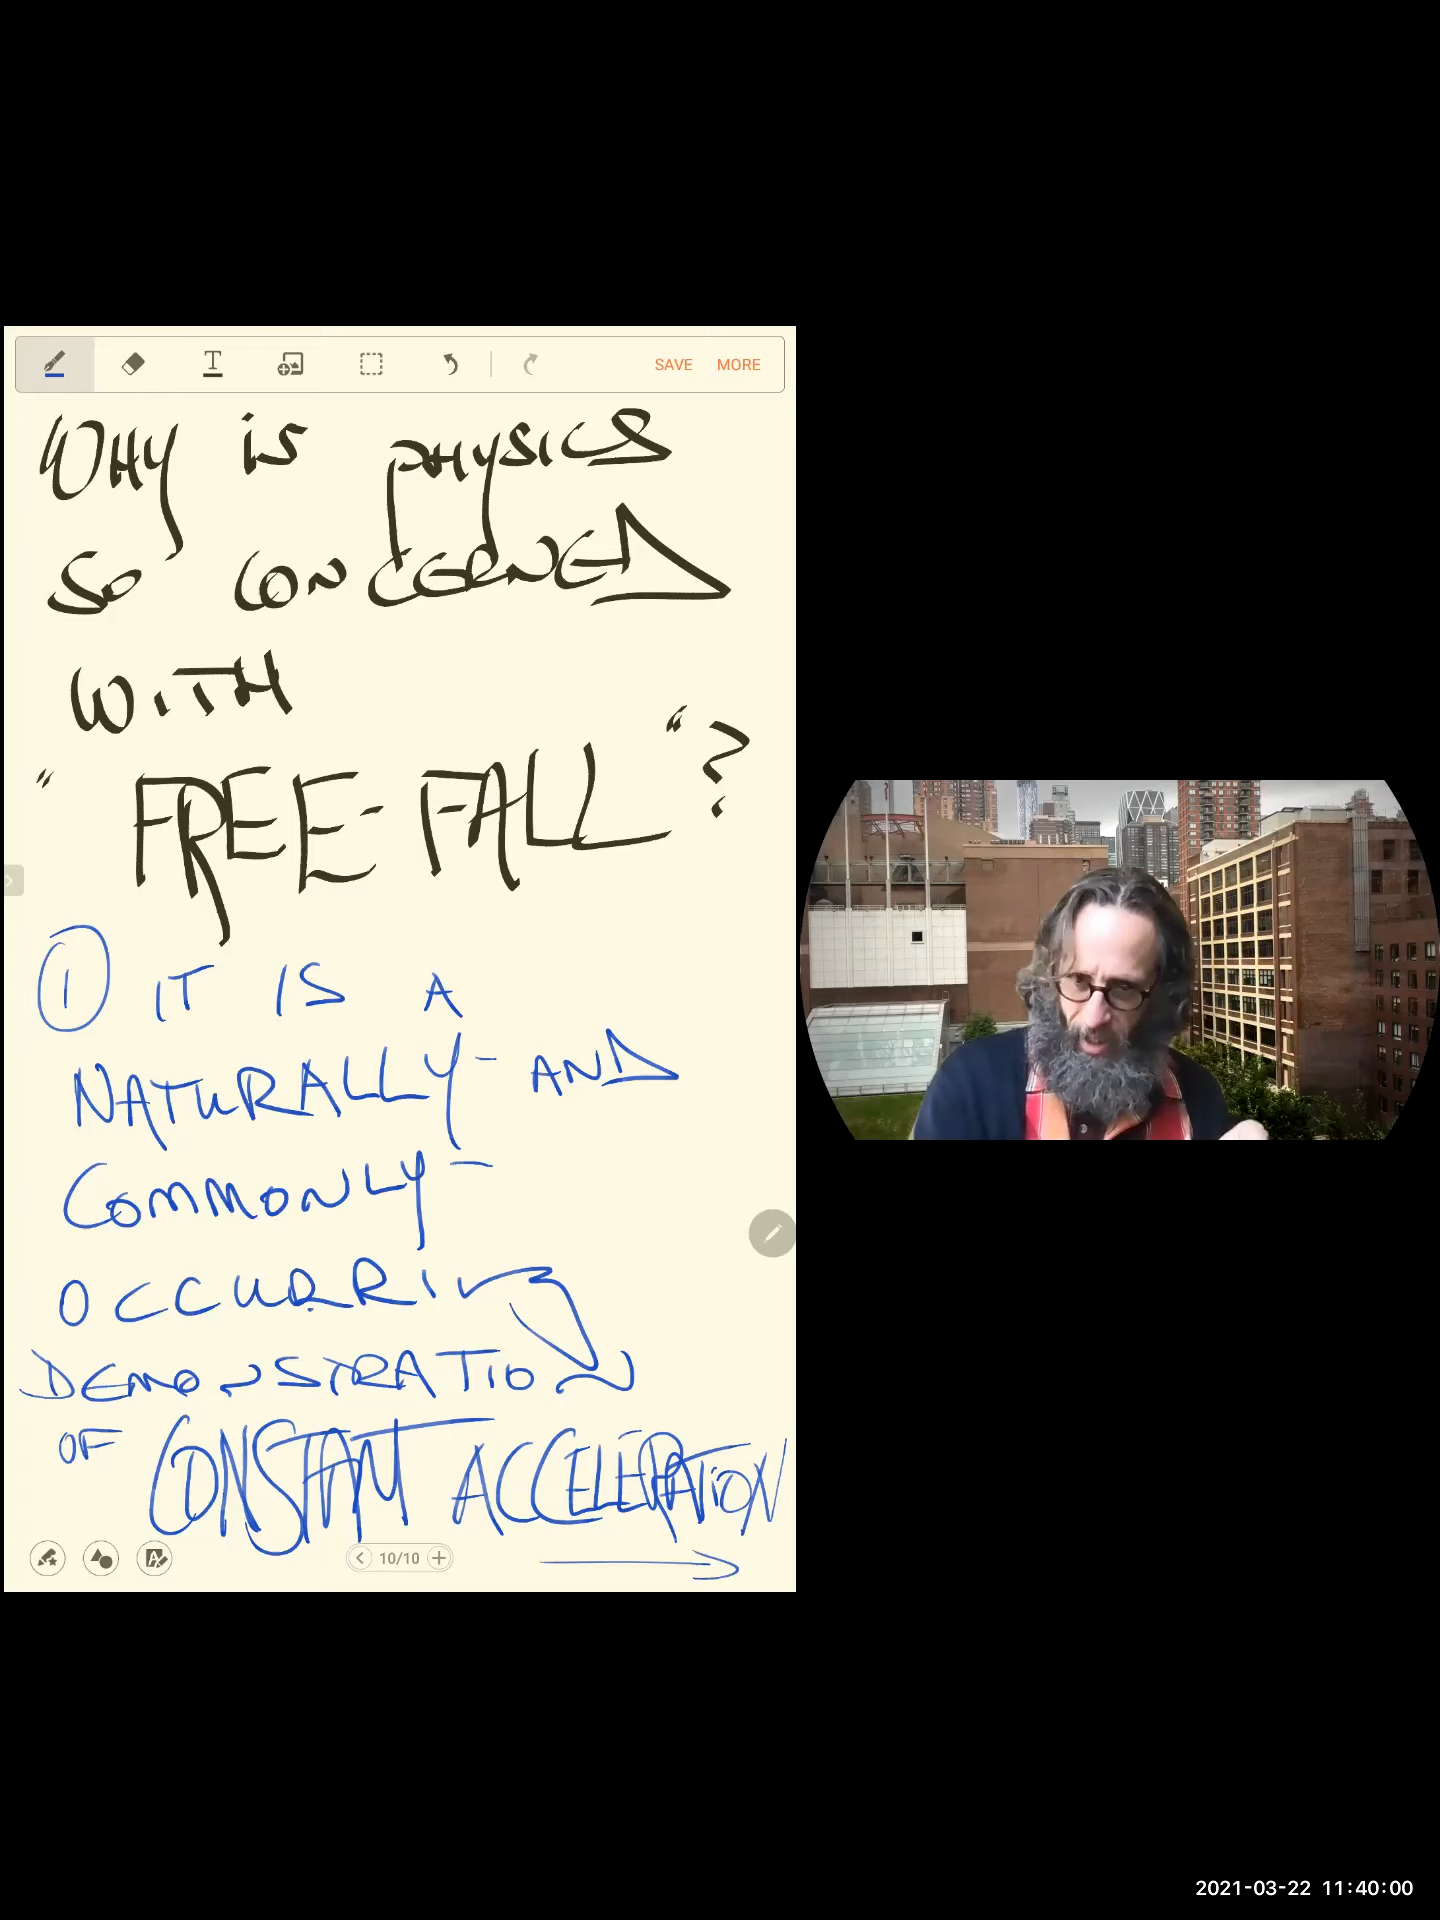 SAVE MORE
WHY is PHYSICS
SO CONCERNED
WITH
"FREE-FALL"?
① IT IS A
NATURALLY- AND
COMMONLY-
OCCURRING
DEMONSTRATION
OF CONSTANT ACCELERATION
10/10
2021-03-22 11:40:00